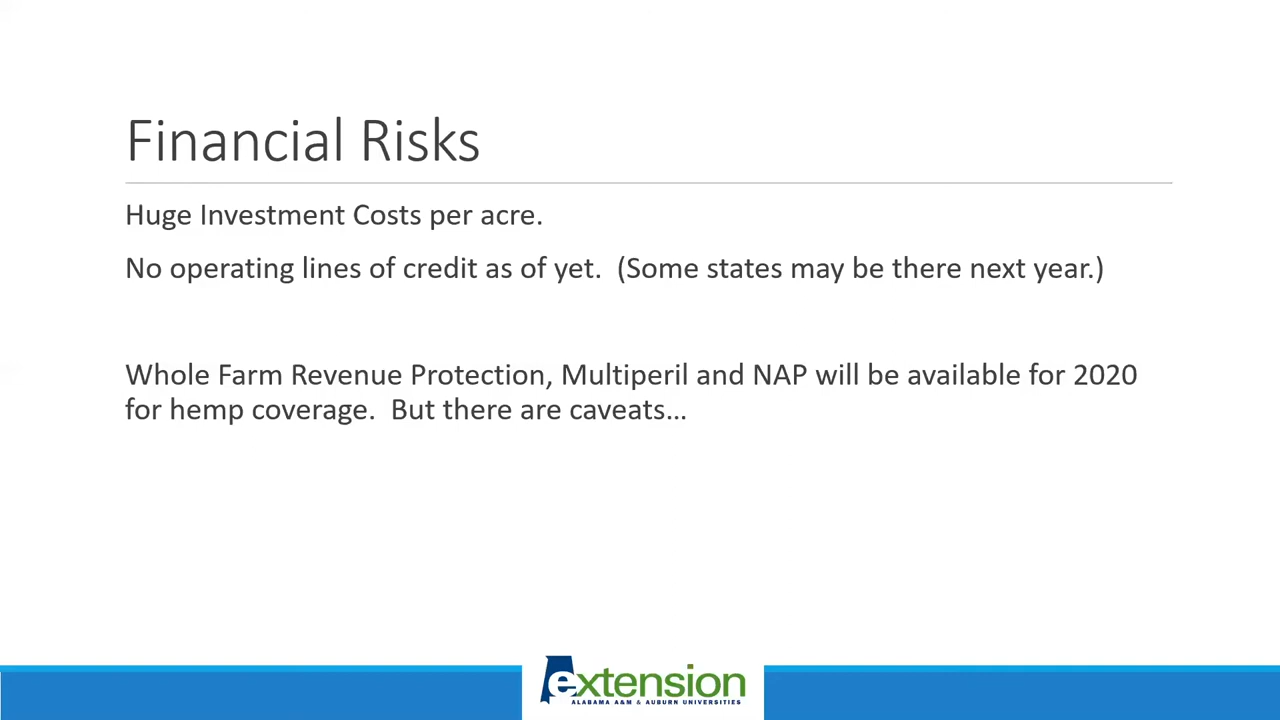 Financial Risks
Huge Investment Costs per acre.
No operating lines of credit as of yet.  (Some states may be there next year.)
Whole Farm Revenue Protection, Multiperil and NAP will be available for 2020
for hemp coverage.  But there are caveats…
extension
ALABAMA A&M & AUBURN UNIVERSITIES